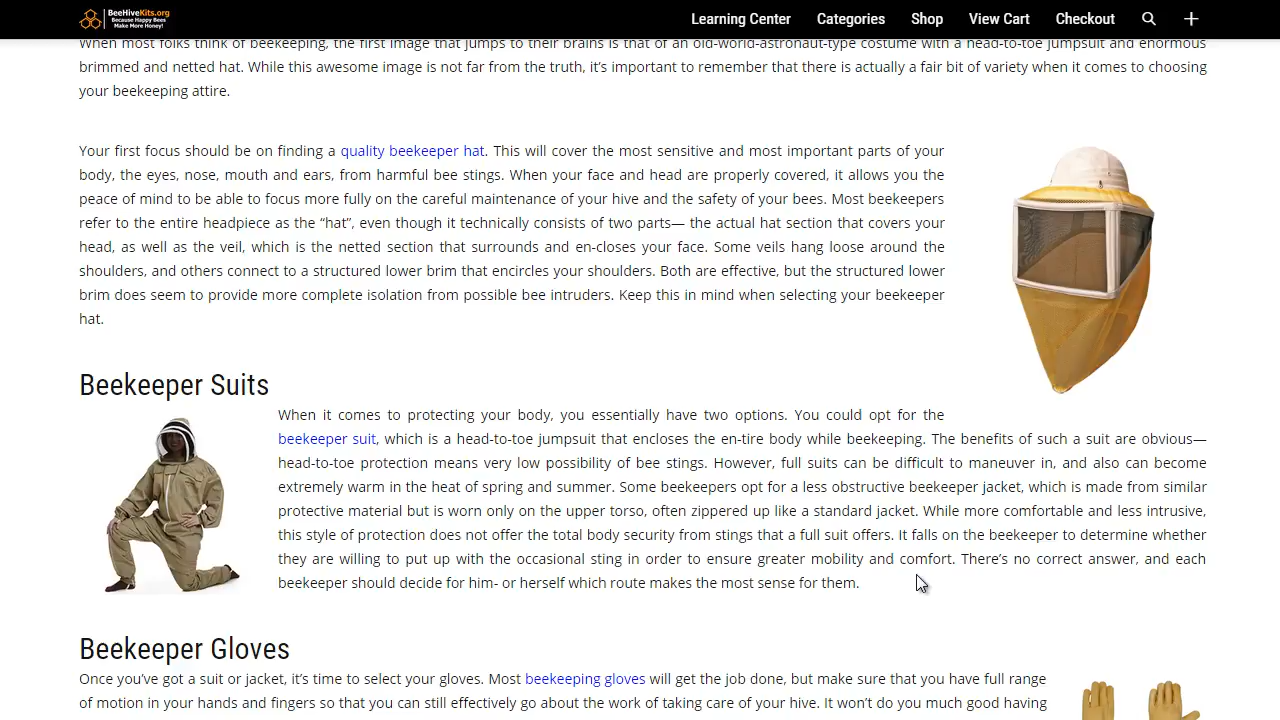 BeeHiveKits.org
Because Happy Bees
Make More Honey!
Learning Center
Categories
Shop
View Cart
Checkout
When most folks think of beekeeping, the first image that jumps to their brains is that of an old-world-astronaut-type costume with a head-to-toe jumpsuit and enormous
brimmed and netted hat. While this awesome image is not far from the truth, it’s important to remember that there is actually a fair bit of variety when it comes to choosing
your beekeeping attire.
Your first focus should be on finding a quality beekeeper hat. This will cover the most sensitive and most important parts of your
body, the eyes, nose, mouth and ears, from harmful bee stings. When your face and head are properly covered, it allows you the
peace of mind to be able to focus more fully on the careful maintenance of your hive and the safety of your bees. Most beekeepers
refer to the entire headpiece as the “hat”, even though it technically consists of two parts— the actual hat section that covers your
head, as well as the veil, which is the netted section that surrounds and en-closes your face. Some veils hang loose around the
shoulders, and others connect to a structured lower brim that encircles your shoulders. Both are effective, but the structured lower
brim does seem to provide more complete isolation from possible bee intruders. Keep this in mind when selecting your beekeeper
hat.
Beekeeper Suits
When it comes to protecting your body, you essentially have two options. You could opt for the
beekeeper suit, which is a head-to-toe jumpsuit that encloses the en-tire body while beekeeping. The benefits of such a suit are obvious—
head-to-toe protection means very low possibility of bee stings. However, full suits can be difficult to maneuver in, and also can become
extremely warm in the heat of spring and summer. Some beekeepers opt for a less obstructive beekeeper jacket, which is made from similar
protective material but is worn only on the upper torso, often zippered up like a standard jacket. While more comfortable and less intrusive,
this style of protection does not offer the total body security from stings that a full suit offers. It falls on the beekeeper to determine whether
they are willing to put up with the occasional sting in order to ensure greater mobility and comfort. There’s no correct answer, and each
beekeeper should decide for him- or herself which route makes the most sense for them.
Beekeeper Gloves
Once you’ve got a suit or jacket, it’s time to select your gloves. Most beekeeping gloves will get the job done, but make sure that you have full range
of motion in your hands and fingers so that you can still effectively go about the work of taking care of your hive. It won’t do you much good having